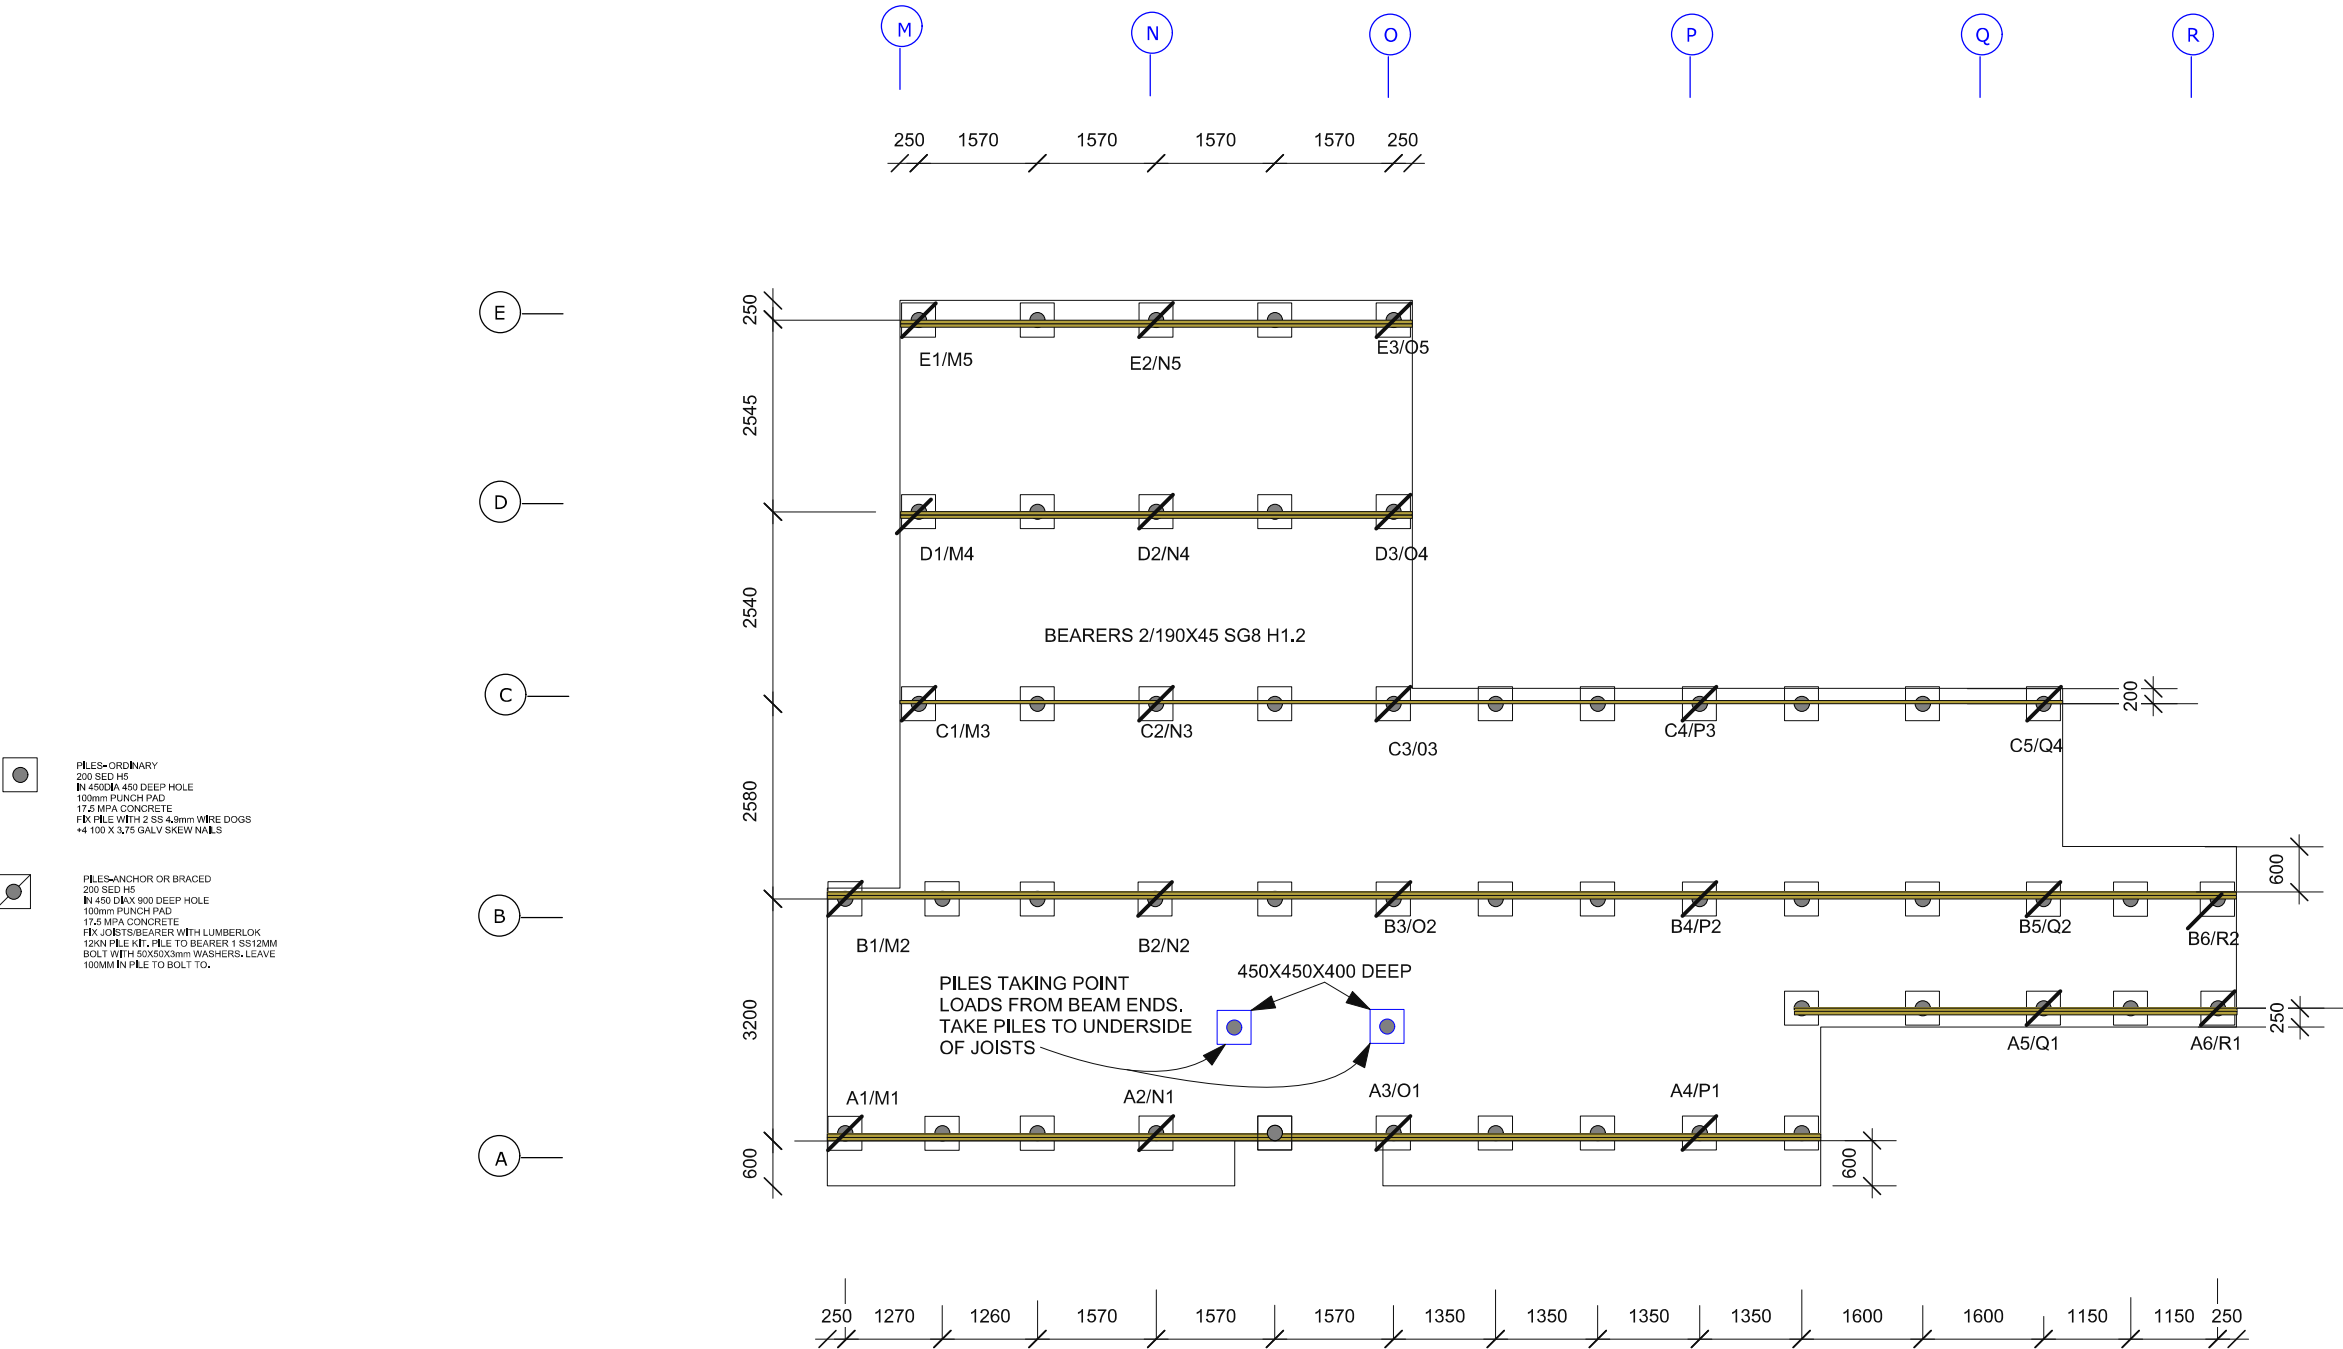 M
N
O
P
Q
R
250 1570 1570 1570 1570 250
E
250
E1/M5
E2/N5
E3/O5
2545
D
D1/M4
D2/N4
D3/O4
2540
BEARERS 2/190X45 SG8 H1.2
C
200
C1/M3
C2/N3
C3/03
C4/P3
C5/Q4
PILES-ORDINARY
200 SED H5
IN 450DIA 450 DEEP HOLE
100mm PUNCH PAD
17.5 MPA CONCRETE
FIX PILE WITH 2 SS 4.9mm WIRE DOGS
+4 100 X 3.75 GALV SKEW NAILS
2580
600
PILES-ANCHOR OR BRACED
200 SED H5
IN 450 DIAX 900 DEEP HOLE
100mm PUNCH PAD
17.5 MPA CONCRETE
FIX JOISTS/BEARER WITH LUMBERLOK
12KN PILE KIT. PILE TO BEARER 1 SS12MM
BOLT WITH 50X50X3mm WASHERS. LEAVE
100MM IN PILE TO BOLT TO.
B
B1/M2
B2/N2
B3/O2
B4/P2
B5/Q2
B6/R2
450X450X400 DEEP
PILES TAKING POINT
LOADS FROM BEAM ENDS.
TAKE PILES TO UNDERSIDE
OF JOISTS
3200
250
A5/Q1
A6/R1
A1/M1
A2/N1
A3/O1
A4/P1
A
600
600
250 1270 1260 1570 1570 1570 1350 1350 1350 1350 1600 1600 1150 1150 250